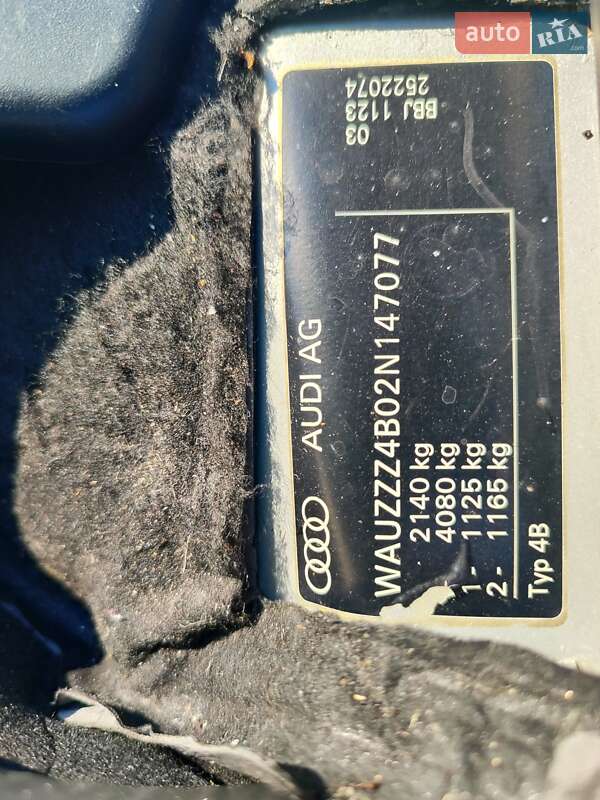 auto RIA.com
AUDI AG
WAUZZZ4B02N147077
2140 kg
4080 kg
1 - 1125 kg
2 - 1165 kg
Typ 4B
03
BBJ 1123
2522074